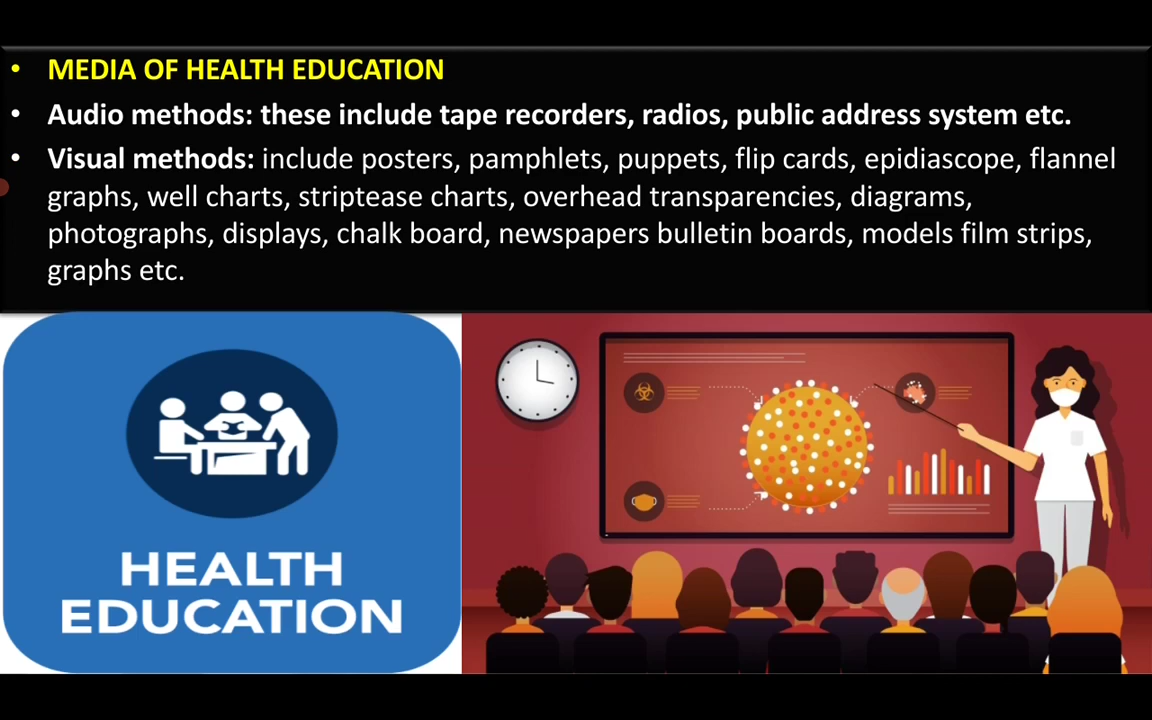 • MEDIA OF HEALTH EDUCATION
• Audio methods: these include tape recorders, radios, public address system etc.
• Visual methods: include posters, pamphlets, puppets, flip cards, epidiascope, flannel
graphs, well charts, striptease charts, overhead transparencies, diagrams,
photographs, displays, chalk board, newspapers bulletin boards, models film strips,
graphs etc.
HEALTH
EDUCATION